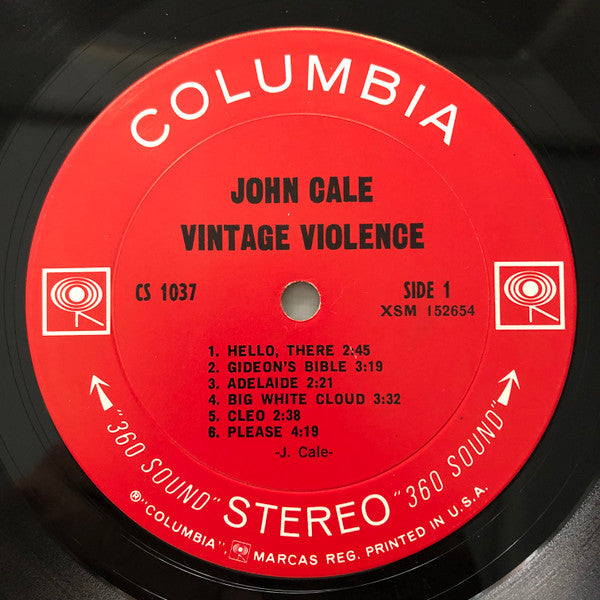 COLUMBIA
JOHN CALE
VINTAGE VIOLENCE
CS 1037
SIDE 1
XSM 152654
1. HELLO, THERE 2:45
2. GIDEON'S BIBLE 3:19
3. ADELAIDE 2:21
4. BIG WHITE CLOUD 3:32
5. CLEO 2:38
6. PLEASE 4:19
-J. Cale-
"360 SOUND" STEREO "360 SOUND"
®"COLUMBIA", MARCAS REG. PRINTED IN U.S.A.